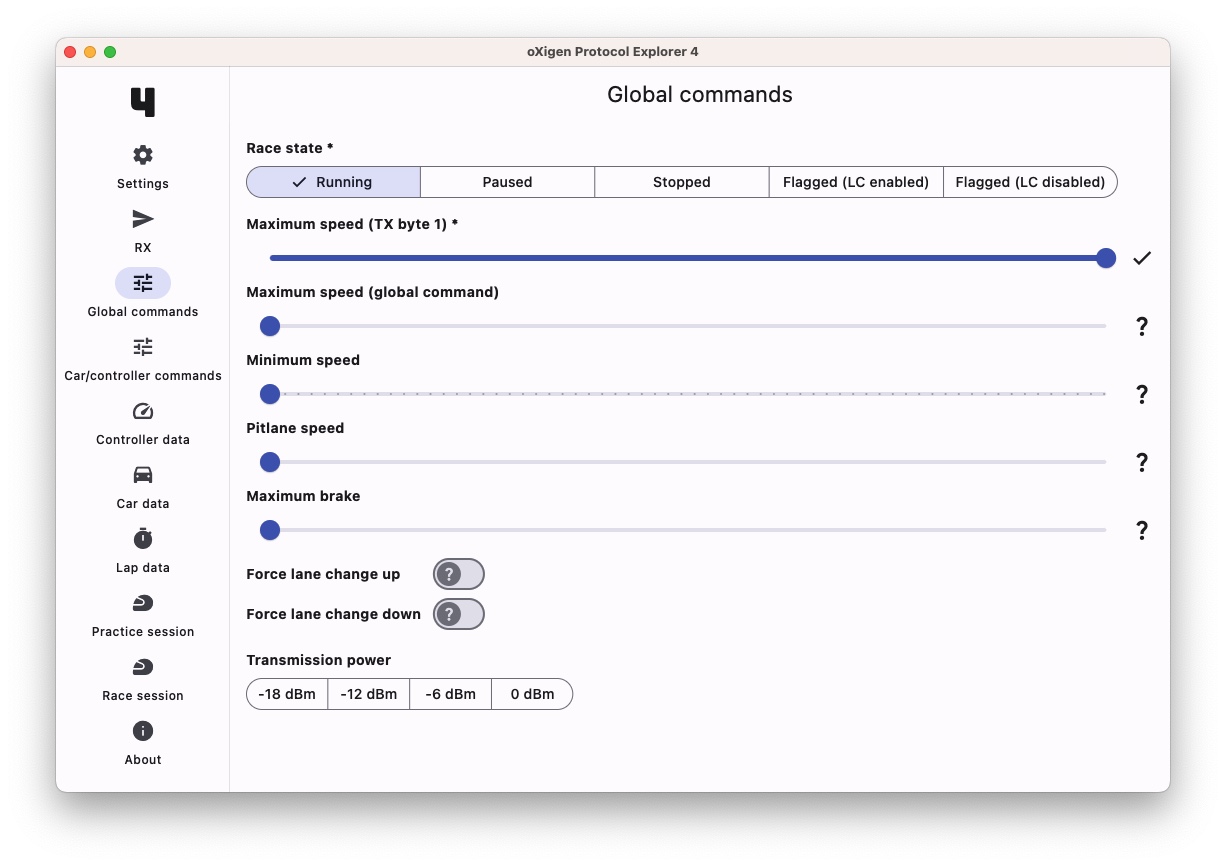 oXigen Protocol Explorer 4
Settings
RX
Global commands
Car/controller commands
Controller data
Car data
Lap data
Practice session
Race session
About
Global commands
Race state *
Running Paused Stopped Flagged (LC enabled) Flagged (LC disabled)
Maximum speed (TX byte 1) *
Maximum speed (global command)
?
Minimum speed
?
Pitlane speed
?
Maximum brake
?
Force lane change up ?
Force lane change down ?
Transmission power
-18 dBm -12 dBm -6 dBm 0 dBm